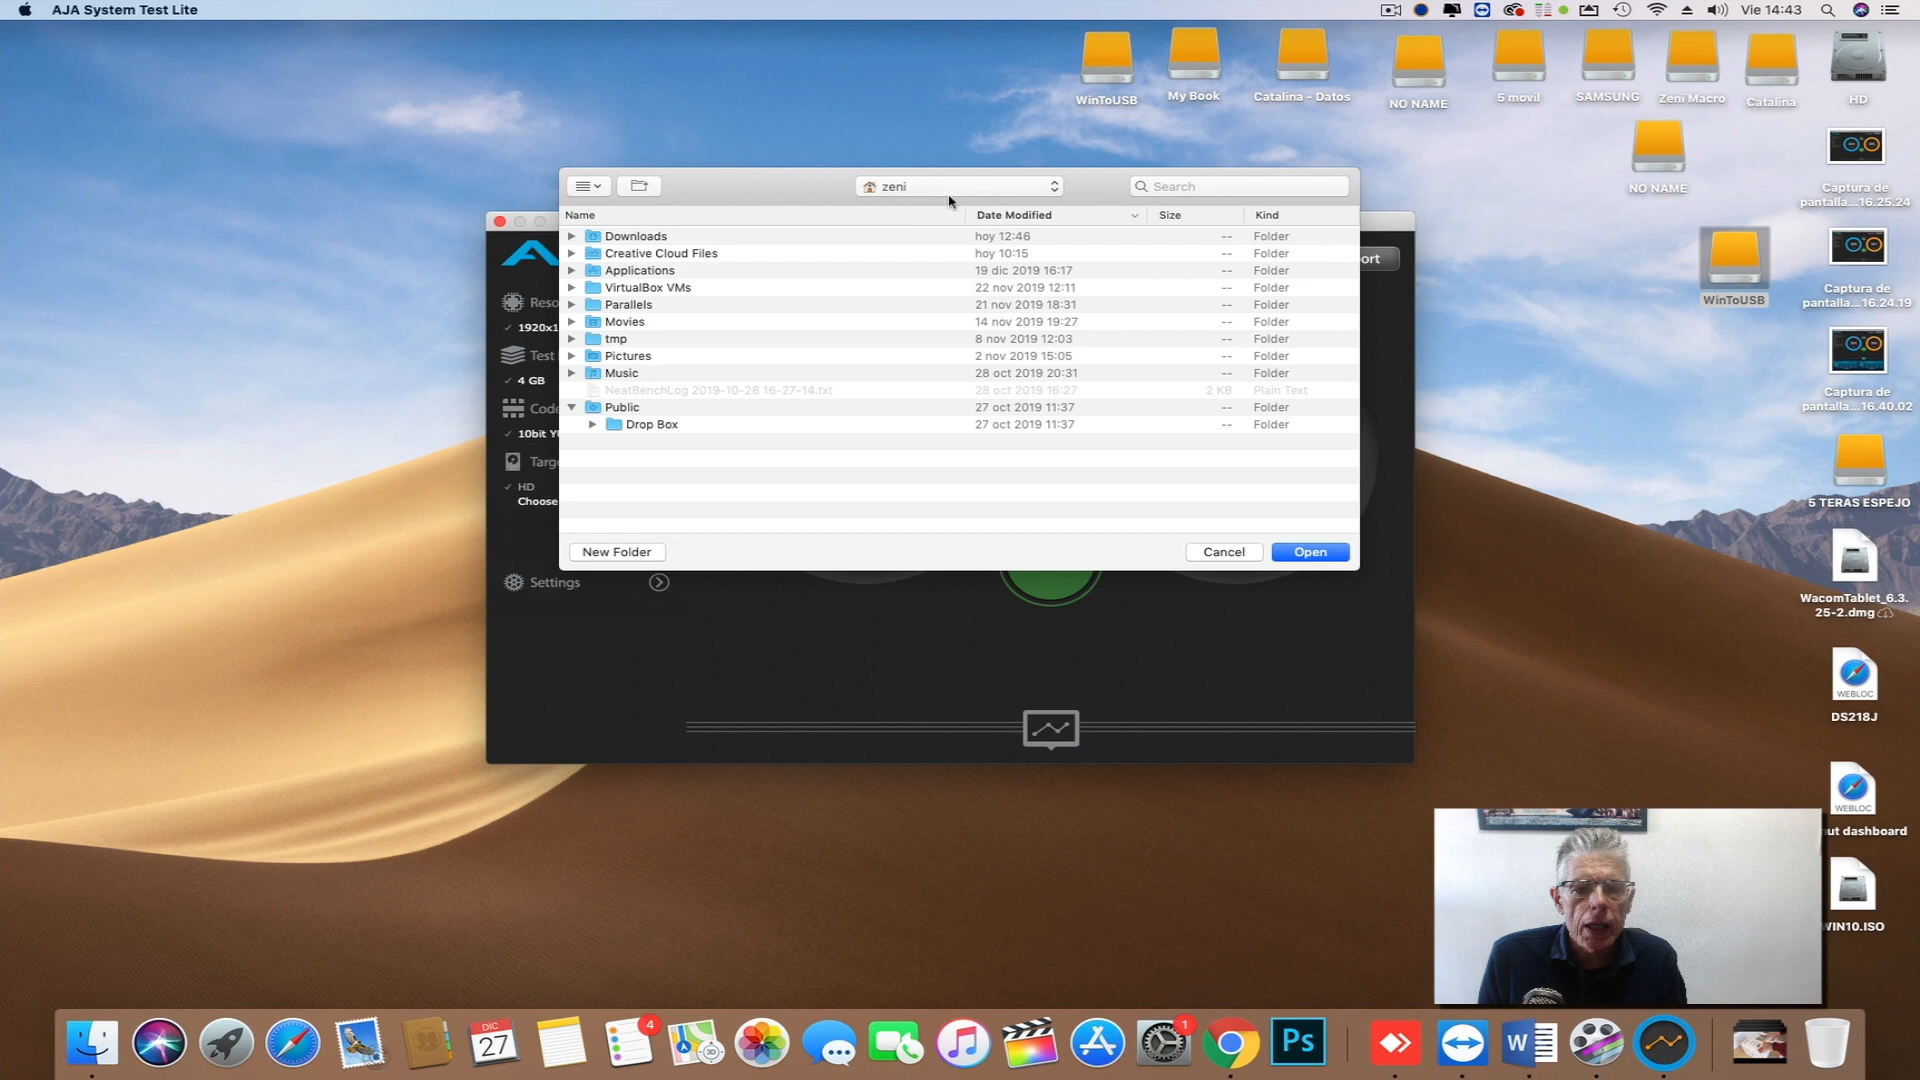 AJA System Test Lite
Vie 14:43
WinToUSB
My Book
Catalina - Datos
NO NAME
5 movil
SAMSUNG
Zeni Macro
Catalina
HD
NO NAME
Captura de
pantalla...16.25.24
WinToUSB
Captura de
pantalla...16.24.19
Captura de
pantalla...16.40.02
5 TERAS ESPEJO
WacomTablet_6.3.
25-2.dmg
WEBLOC
DS218J
WEBLOC
ut dashboard
WIN10.ISO
zeni
Search
Name
Date Modified
Size
Kind
Downloads hoy 12:46 -- Folder
Creative Cloud Files hoy 10:15 -- Folder
Applications 19 dic 2019 16:17 -- Folder
VirtualBox VMs 22 nov 2019 12:11 -- Folder
Parallels 21 nov 2019 18:31 -- Folder
Movies 14 nov 2019 19:27 -- Folder
tmp 8 nov 2019 12:03 -- Folder
Pictures 2 nov 2019 15:05 -- Folder
Music 28 oct 2019 20:31 -- Folder
NeatBenchLog 2019-10-28 16-27-14.txt 28 oct 2019 16:27 2 KB Plain Text
Public 27 oct 2019 11:37 -- Folder
Drop Box 27 oct 2019 11:37 -- Folder
New Folder
Cancel
Open
ort
Reso
1920x1
Test
4 GB
Code
10bit Y
Targ
HD
Choose
Settings
4
DIC
27
3D
1
Ps
W